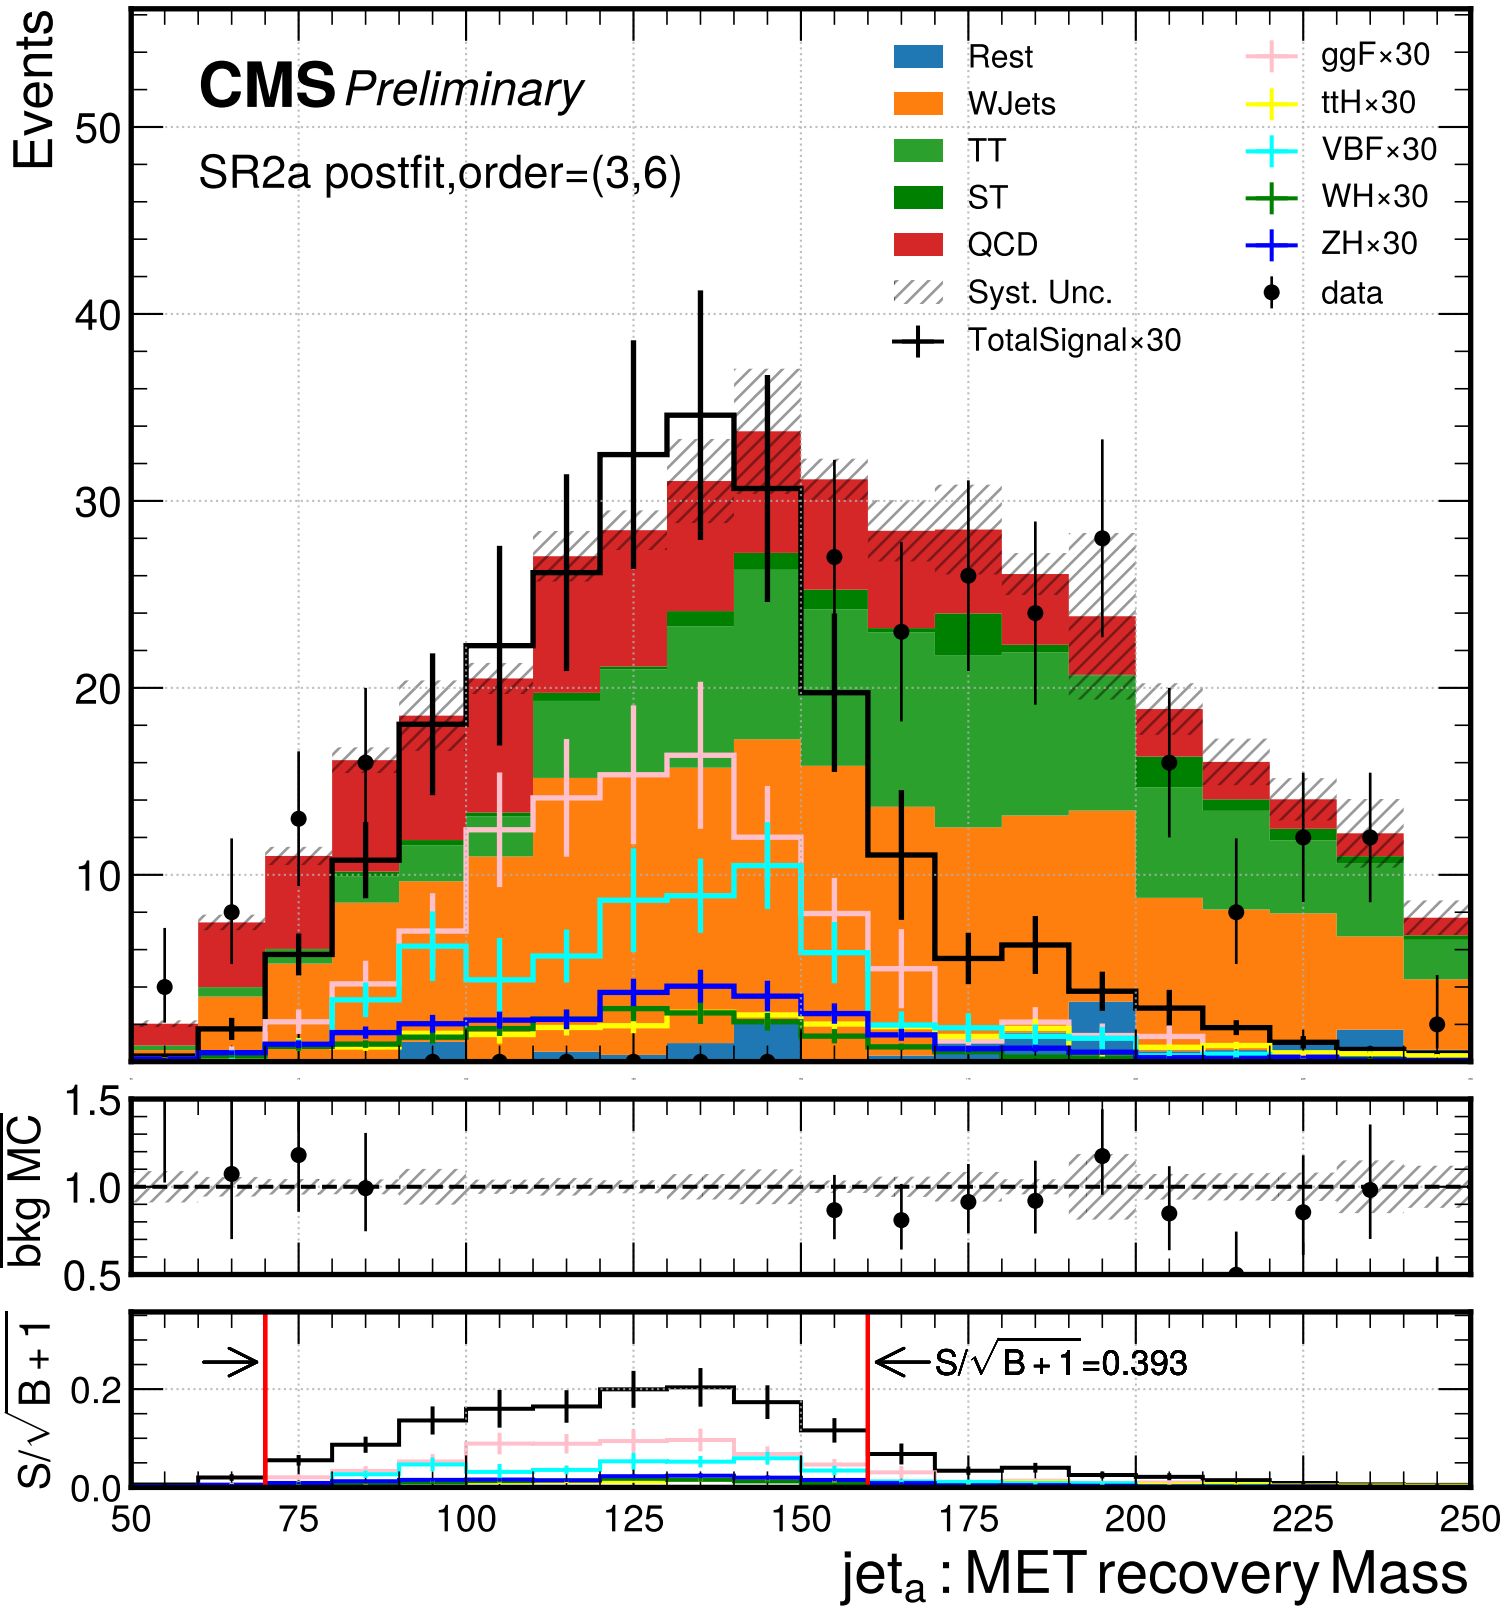 Events
CMS Preliminary
SR2a postfit,order=(3,6)
Rest
WJets
TT
ST
QCD
Syst. Unc.
TotalSignal×30
ggF×30
ttH×30
VBF×30
WH×30
ZH×30
data
50
40
30
20
10
bkg MC
1.5
1.0
0.5
S/√B + 1
0.2
0.0
S/√B + 1=0.393
50 75 100 125 150 175 200 225 250
jeta : MET recovery Mass